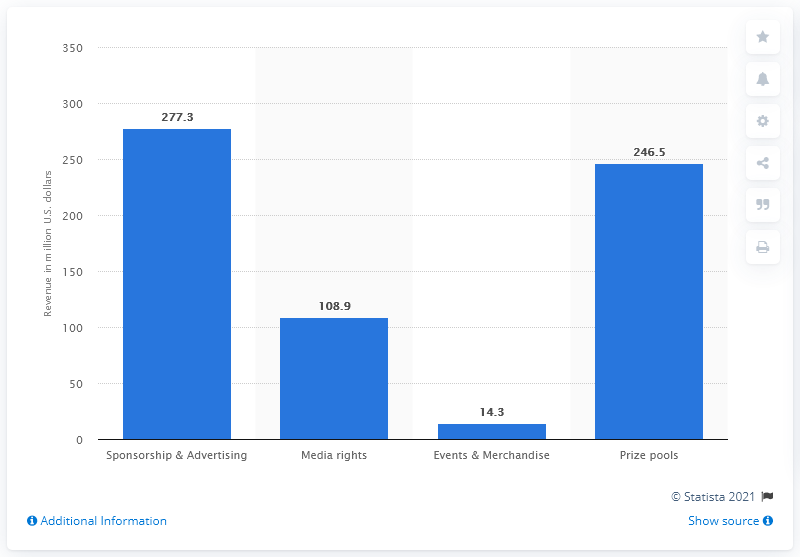 350
300
250
200
150
100
50
0
Revenue in million U.S. dollars
277.3
108.9
14.3
246.5
Sponsorship & Advertising
Media rights
Events & Merchandise
Prize pools
© Statista 2021
Additional Information
Show source